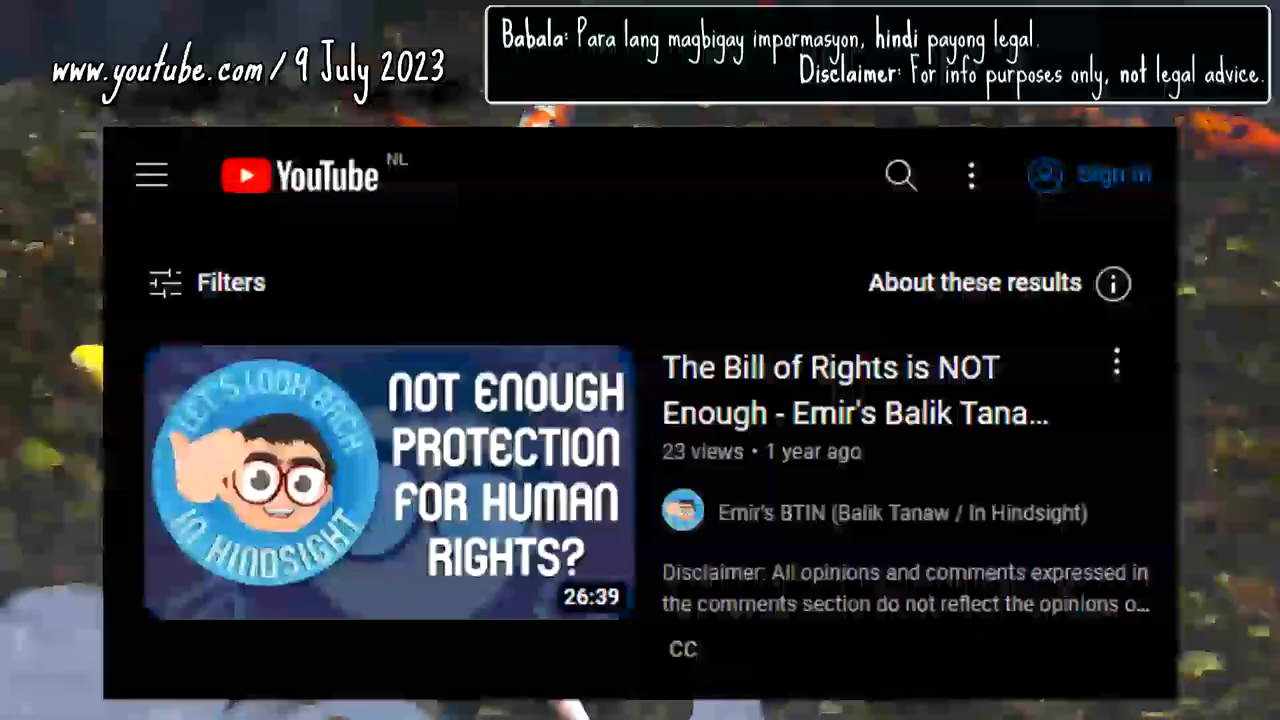 www.youtube.com / 9 July 2023
Babala: Para lang magbigay impormasyon, hindi payong legal.
Disclaimer: For info purposes only, not legal advice.
YouTube NL
Sign in
Filters
About these results
LET'S LOOK BACK
IN HINDSIGHT
NOT ENOUGH
PROTECTION
FOR HUMAN
RIGHTS?
26:39
The Bill of Rights is NOT
Enough - Emir's Balik Tana...
23 views • 1 year ago
Emir's BTIN (Balik Tanaw / In Hindsight)
Disclaimer: All opinions and comments expressed in
the comments section do not reflect the opinions o...
CC